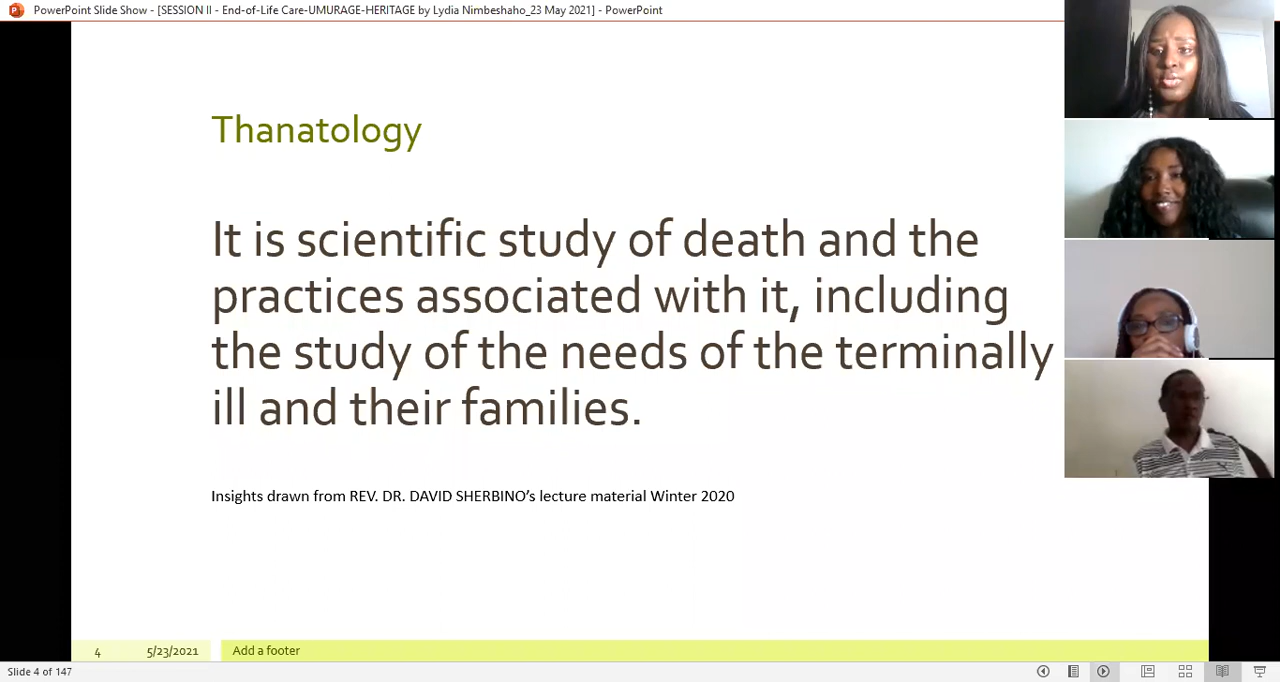 PowerPoint Slide Show - [SESSION II - End-of-Life Care-UMURAGE-HERITAGE by Lydia Nimbeshaho_23 May 2021] - PowerPoint
Thanatology
It is scientific study of death and the
practices associated with it, including
the study of the needs of the terminally
ill and their families.
Insights drawn from REV. DR. DAVID SHERBINO’s lecture material Winter 2020
4 5/23/2021 Add a footer
Slide 4 of 147